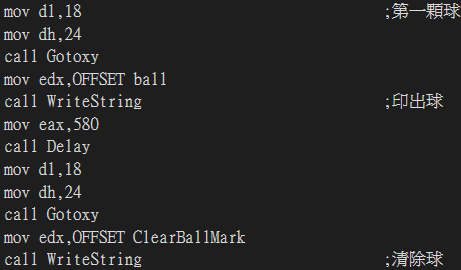 mov dl,18 ;第一顆球
mov dh,24
call Gotoxy
mov edx,OFFSET ball
call WriteString ;印出球
mov eax,580
call Delay
mov dl,18
mov dh,24
call Gotoxy
mov edx,OFFSET ClearBallMark
call WriteString ;清除球